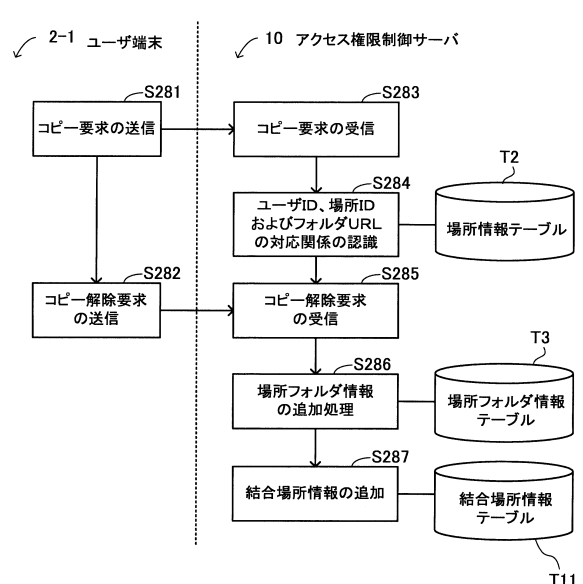 2-1 ユーザ端末
10 アクセス権限制御サーバ
S281
コピー要求の送信
S283
コピー要求の受信
S284
ユーザID、場所ID
およびフォルダURL
の対応関係の認識
T2
場所情報テーブル
S282
コピー解除要求
の送信
S285
コピー解除要求
の受信
S286
場所フォルダ情報
の追加処理
T3
場所フォルダ情報
テーブル
S287
結合場所情報の追加
結合場所情報
テーブル
T11